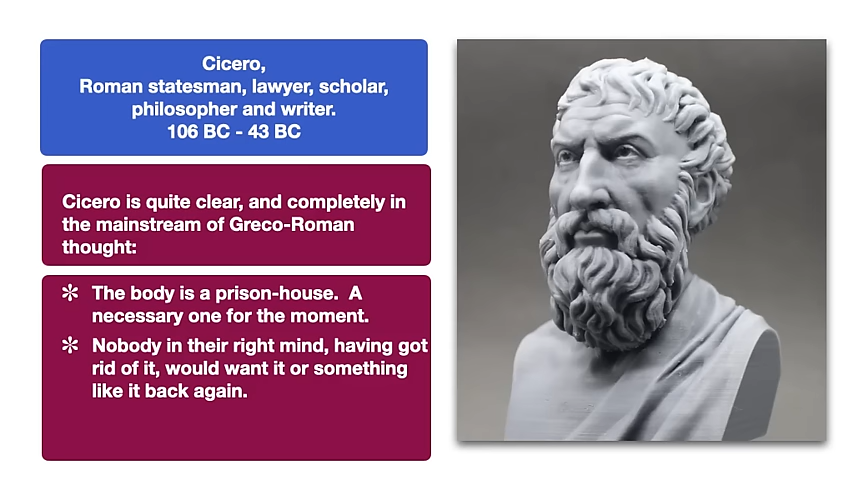 Cicero,
Roman statesman, lawyer, scholar,
philosopher and writer.
106 BC - 43 BC
Cicero is quite clear, and completely in
the mainstream of Greco-Roman
thought:
✼ The body is a prison-house.  A
necessary one for the moment.
✼ Nobody in their right mind, having got
rid of it, would want it or something
like it back again.